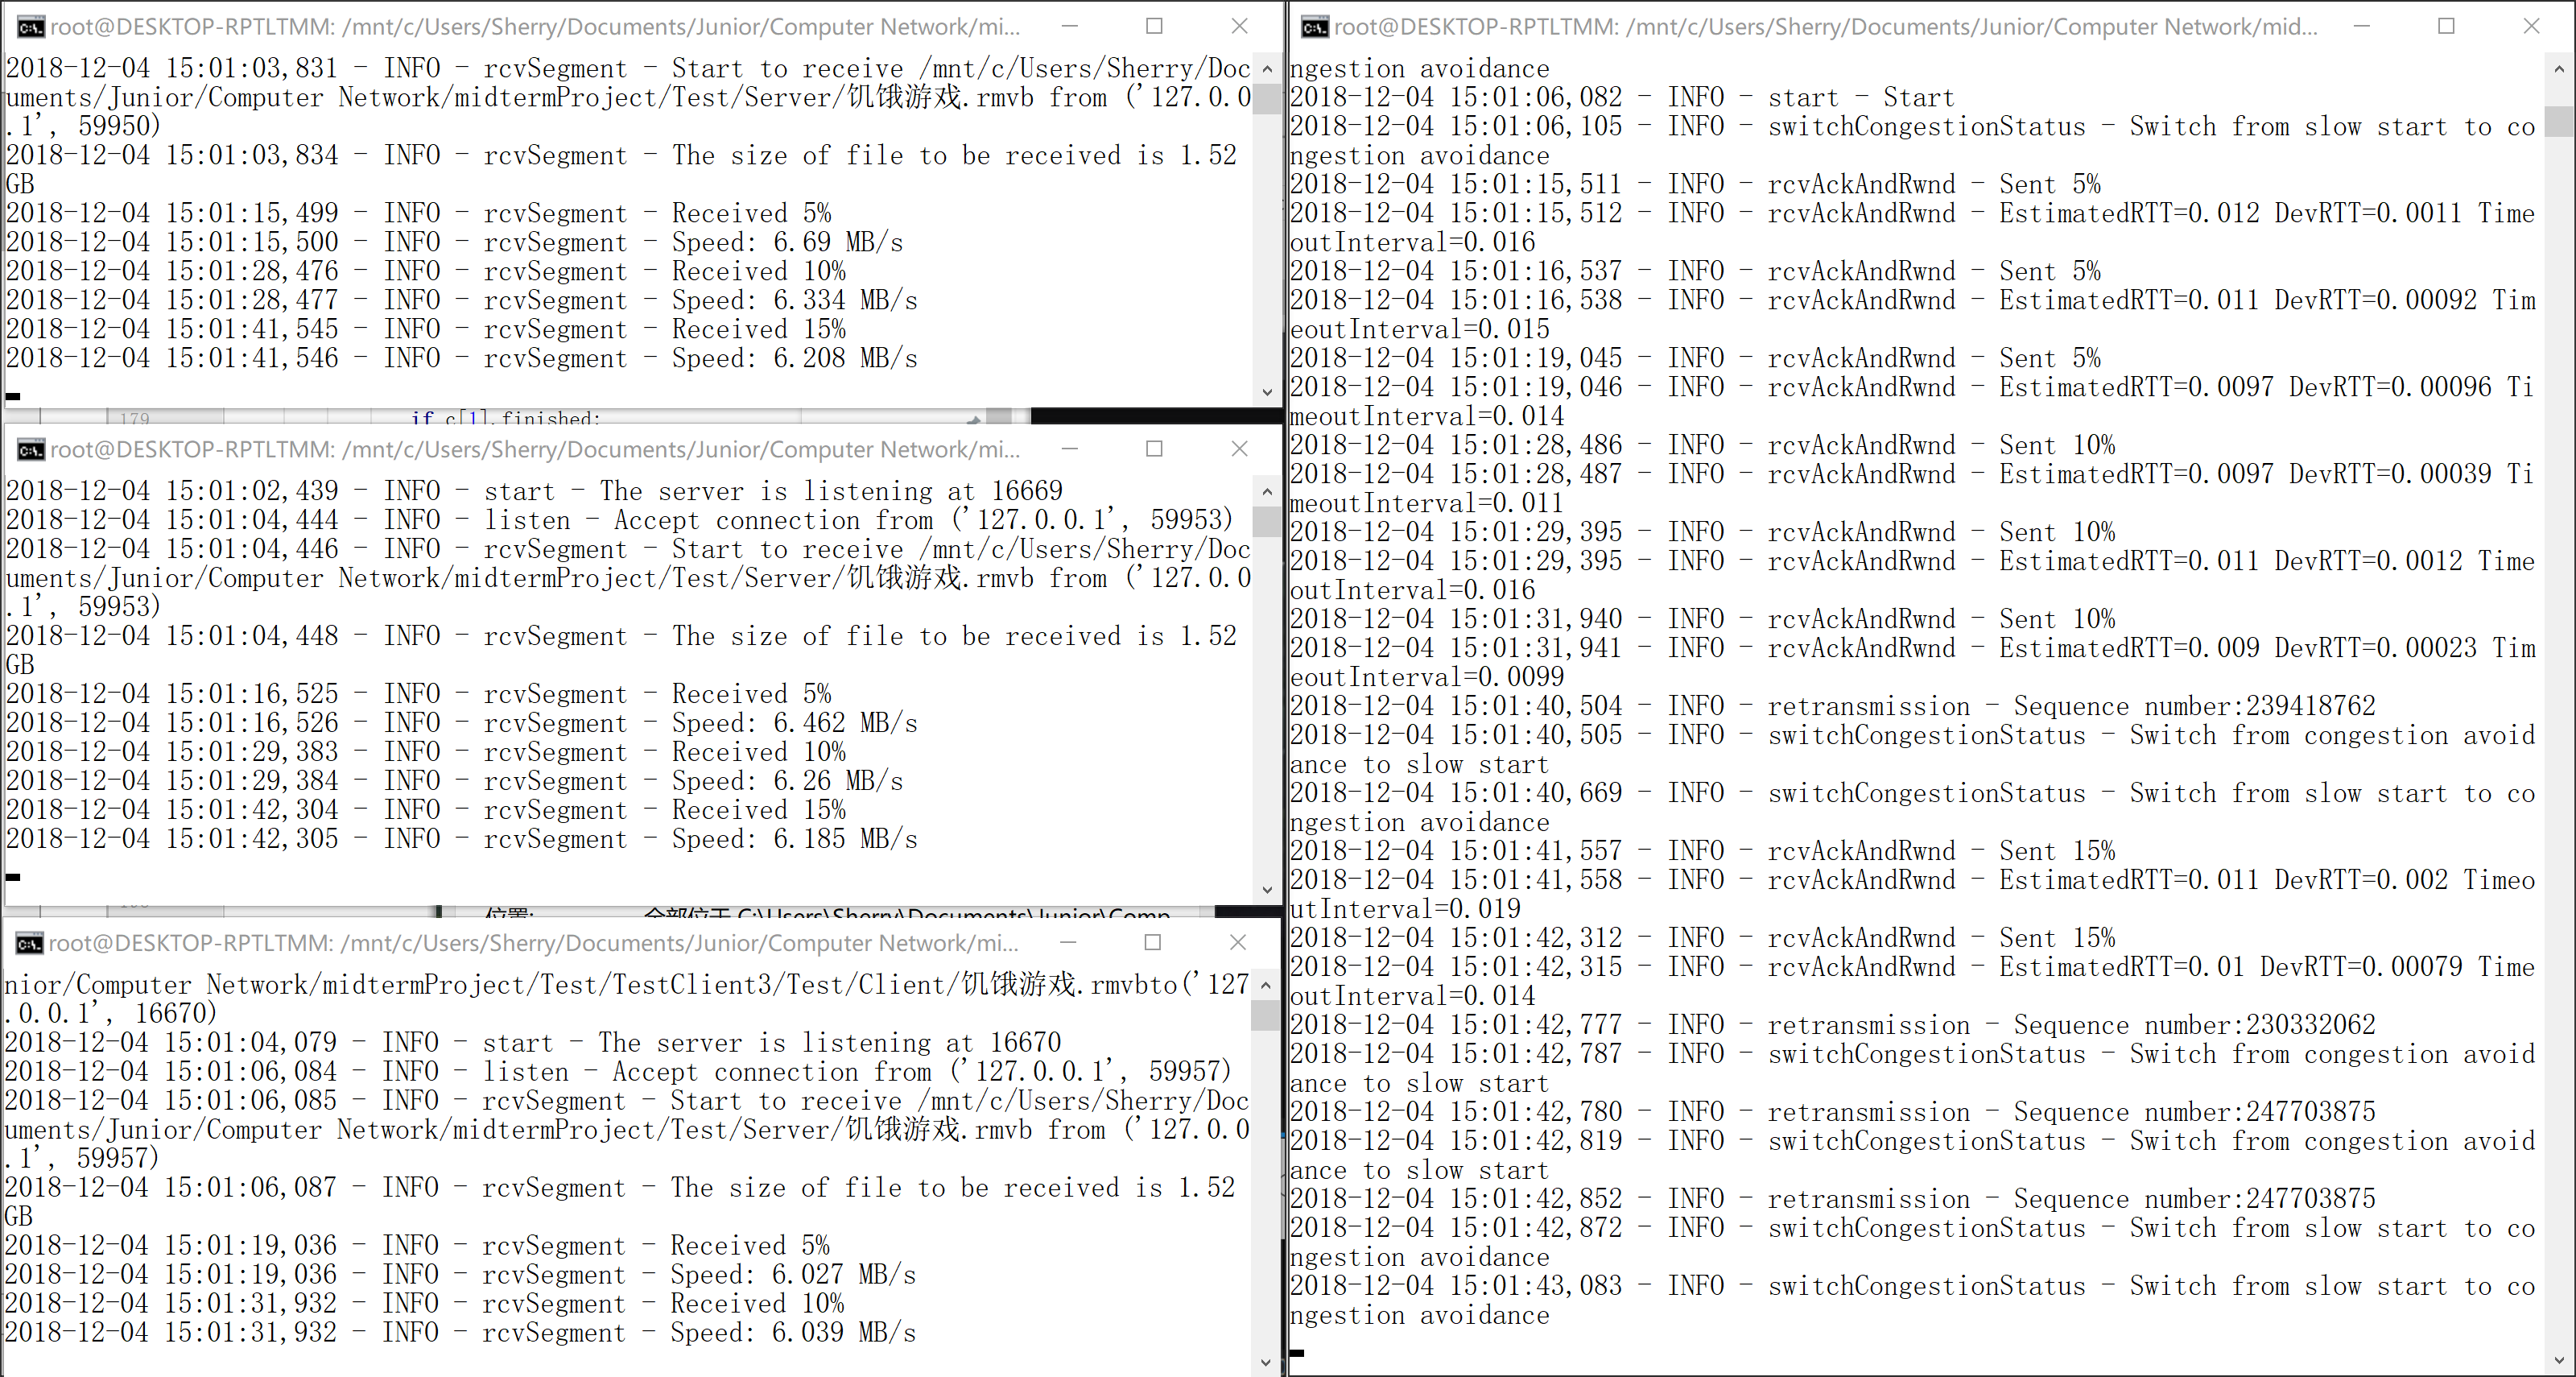 root@DESKTOP-RPTLTMM: /mnt/c/Users/Sherry/Documents/Junior/Computer Network/mi...
2018-12-04 15:01:03,831 - INFO - rcvSegment - Start to receive /mnt/c/Users/Sherry/Doc
uments/Junior/Computer Network/midtermProject/Test/Server/饥饿游戏.rmvb from ('127.0.0
.1', 59950)
2018-12-04 15:01:03,834 - INFO - rcvSegment - The size of file to be received is 1.52
GB
2018-12-04 15:01:15,499 - INFO - rcvSegment - Received 5%
2018-12-04 15:01:15,500 - INFO - rcvSegment - Speed: 6.69 MB/s
2018-12-04 15:01:28,476 - INFO - rcvSegment - Received 10%
2018-12-04 15:01:28,477 - INFO - rcvSegment - Speed: 6.334 MB/s
2018-12-04 15:01:41,545 - INFO - rcvSegment - Received 15%
2018-12-04 15:01:41,546 - INFO - rcvSegment - Speed: 6.208 MB/s
179 if c[1].finished:
root@DESKTOP-RPTLTMM: /mnt/c/Users/Sherry/Documents/Junior/Computer Network/mi...
2018-12-04 15:01:02,439 - INFO - start - The server is listening at 16669
2018-12-04 15:01:04,444 - INFO - listen - Accept connection from ('127.0.0.1', 59953)
2018-12-04 15:01:04,446 - INFO - rcvSegment - Start to receive /mnt/c/Users/Sherry/Doc
uments/Junior/Computer Network/midtermProject/Test/Server/饥饿游戏.rmvb from ('127.0.0
.1', 59953)
2018-12-04 15:01:04,448 - INFO - rcvSegment - The size of file to be received is 1.52
GB
2018-12-04 15:01:16,525 - INFO - rcvSegment - Received 5%
2018-12-04 15:01:16,526 - INFO - rcvSegment - Speed: 6.462 MB/s
2018-12-04 15:01:29,383 - INFO - rcvSegment - Received 10%
2018-12-04 15:01:29,384 - INFO - rcvSegment - Speed: 6.26 MB/s
2018-12-04 15:01:42,304 - INFO - rcvSegment - Received 15%
2018-12-04 15:01:42,305 - INFO - rcvSegment - Speed: 6.185 MB/s
位置: 全部位于 C:\Users\Sherry\Documents\Junior\Comp
root@DESKTOP-RPTLTMM: /mnt/c/Users/Sherry/Documents/Junior/Computer Network/mi...
nior/Computer Network/midtermProject/Test/TestClient3/Test/Client/饥饿游戏.rmvbto('127
.0.0.1', 16670)
2018-12-04 15:01:04,079 - INFO - start - The server is listening at 16670
2018-12-04 15:01:06,084 - INFO - listen - Accept connection from ('127.0.0.1', 59957)
2018-12-04 15:01:06,085 - INFO - rcvSegment - Start to receive /mnt/c/Users/Sherry/Doc
uments/Junior/Computer Network/midtermProject/Test/Server/饥饿游戏.rmvb from ('127.0.0
.1', 59957)
2018-12-04 15:01:06,087 - INFO - rcvSegment - The size of file to be received is 1.52
GB
2018-12-04 15:01:19,036 - INFO - rcvSegment - Received 5%
2018-12-04 15:01:19,036 - INFO - rcvSegment - Speed: 6.027 MB/s
2018-12-04 15:01:31,932 - INFO - rcvSegment - Received 10%
2018-12-04 15:01:31,932 - INFO - rcvSegment - Speed: 6.039 MB/s
root@DESKTOP-RPTLTMM: /mnt/c/Users/Sherry/Documents/Junior/Computer Network/mid...
ngestion avoidance
2018-12-04 15:01:06,082 - INFO - start - Start
2018-12-04 15:01:06,105 - INFO - switchCongestionStatus - Switch from slow start to co
ngestion avoidance
2018-12-04 15:01:15,511 - INFO - rcvAckAndRwnd - Sent 5%
2018-12-04 15:01:15,512 - INFO - rcvAckAndRwnd - EstimatedRTT=0.012 DevRTT=0.0011 Time
outInterval=0.016
2018-12-04 15:01:16,537 - INFO - rcvAckAndRwnd - Sent 5%
2018-12-04 15:01:16,538 - INFO - rcvAckAndRwnd - EstimatedRTT=0.011 DevRTT=0.00092 Tim
eoutInterval=0.015
2018-12-04 15:01:19,045 - INFO - rcvAckAndRwnd - Sent 5%
2018-12-04 15:01:19,046 - INFO - rcvAckAndRwnd - EstimatedRTT=0.0097 DevRTT=0.00096 Ti
meoutInterval=0.014
2018-12-04 15:01:28,486 - INFO - rcvAckAndRwnd - Sent 10%
2018-12-04 15:01:28,487 - INFO - rcvAckAndRwnd - EstimatedRTT=0.0097 DevRTT=0.00039 Ti
meoutInterval=0.011
2018-12-04 15:01:29,395 - INFO - rcvAckAndRwnd - Sent 10%
2018-12-04 15:01:29,395 - INFO - rcvAckAndRwnd - EstimatedRTT=0.011 DevRTT=0.0012 Time
outInterval=0.016
2018-12-04 15:01:31,940 - INFO - rcvAckAndRwnd - Sent 10%
2018-12-04 15:01:31,941 - INFO - rcvAckAndRwnd - EstimatedRTT=0.009 DevRTT=0.00023 Tim
eoutInterval=0.0099
2018-12-04 15:01:40,504 - INFO - retransmission - Sequence number:239418762
2018-12-04 15:01:40,505 - INFO - switchCongestionStatus - Switch from congestion avoid
ance to slow start
2018-12-04 15:01:40,669 - INFO - switchCongestionStatus - Switch from slow start to co
ngestion avoidance
2018-12-04 15:01:41,557 - INFO - rcvAckAndRwnd - Sent 15%
2018-12-04 15:01:41,558 - INFO - rcvAckAndRwnd - EstimatedRTT=0.011 DevRTT=0.002 Timeo
utInterval=0.019
2018-12-04 15:01:42,312 - INFO - rcvAckAndRwnd - Sent 15%
2018-12-04 15:01:42,315 - INFO - rcvAckAndRwnd - EstimatedRTT=0.01 DevRTT=0.00079 Time
outInterval=0.014
2018-12-04 15:01:42,777 - INFO - retransmission - Sequence number:230332062
2018-12-04 15:01:42,787 - INFO - switchCongestionStatus - Switch from congestion avoid
ance to slow start
2018-12-04 15:01:42,780 - INFO - retransmission - Sequence number:247703875
2018-12-04 15:01:42,819 - INFO - switchCongestionStatus - Switch from congestion avoid
ance to slow start
2018-12-04 15:01:42,852 - INFO - retransmission - Sequence number:247703875
2018-12-04 15:01:42,872 - INFO - switchCongestionStatus - Switch from slow start to co
ngestion avoidance
2018-12-04 15:01:43,083 - INFO - switchCongestionStatus - Switch from slow start to co
ngestion avoidance